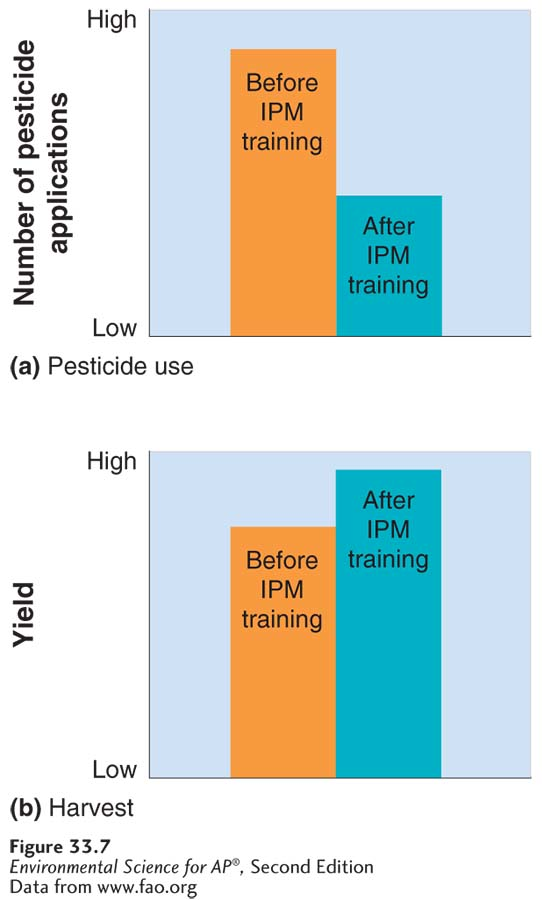 High
Number of pesticide
applications
Before
IPM
training
After
IPM
training
Low
(a) Pesticide use
High
Yield
Before
IPM
training
After
IPM
training
Low
(b) Harvest
Figure 33.7
Environmental Science for AP®, Second Edition
Data from www.fao.org